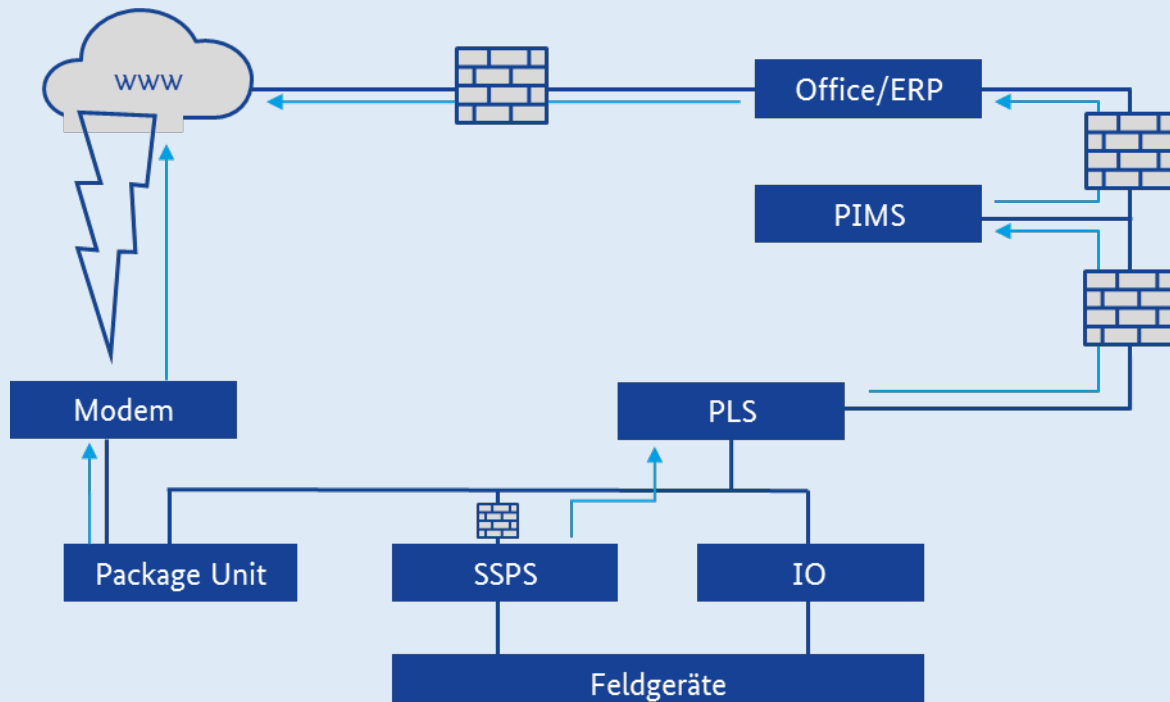 www
Office/ERP
PIMS
Modem
PLS
Package Unit
SSPS
IO
Feldgeräte